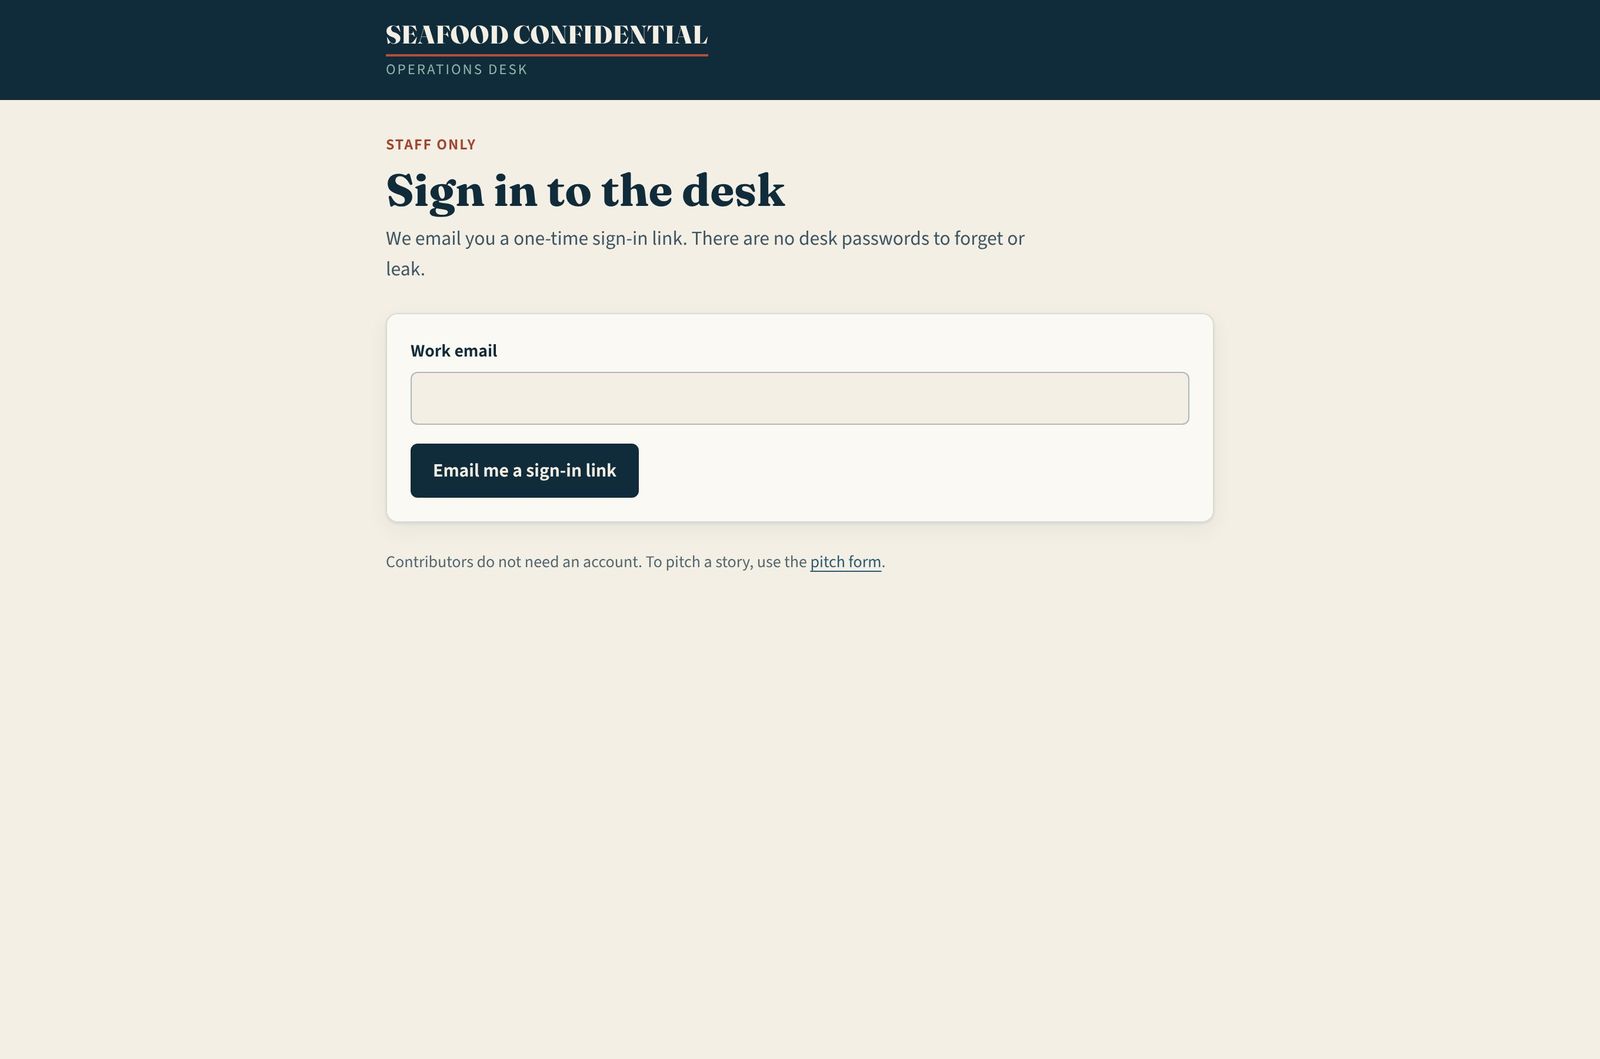 SEAFOOD CONFIDENTIAL
OPERATIONS DESK
STAFF ONLY
Sign in to the desk
We email you a one-time sign-in link. There are no desk passwords to forget or
leak.
Work email
Email me a sign-in link
Contributors do not need an account. To pitch a story, use the pitch form.